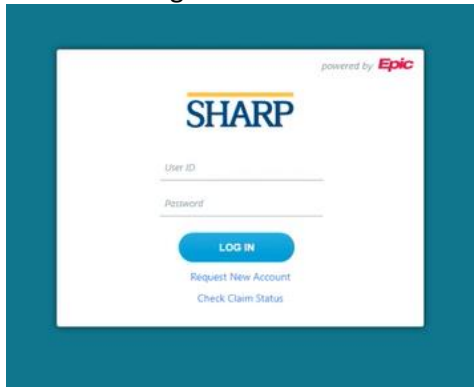 powered by Epic
SHARP
User ID
Password
LOG IN
Request New Account
Check Claim Status